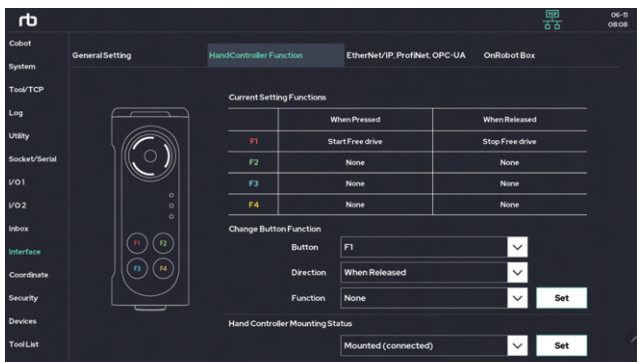 rb
TCP
06-11
08:08
Cobot
System
Tool/TCP
Log
Utility
Socket/Serial
I/O 1
I/O 2
Inbox
Interface
Coordinate
Security
Devices
Tool List
General Setting
HandController Function
EtherNet/IP, ProfiNet, OPC-UA
OnRobot Box
Current Setting Functions
When Pressed When Released
F1 Start Free drive Stop Free drive
F2 None None
F3 None None
F4 None None
F1 F2
F3 F4
Change Button Function
Button F1
Direction When Released
Function None Set
Hand Controller Mounting Status
Mounted (connected) Set